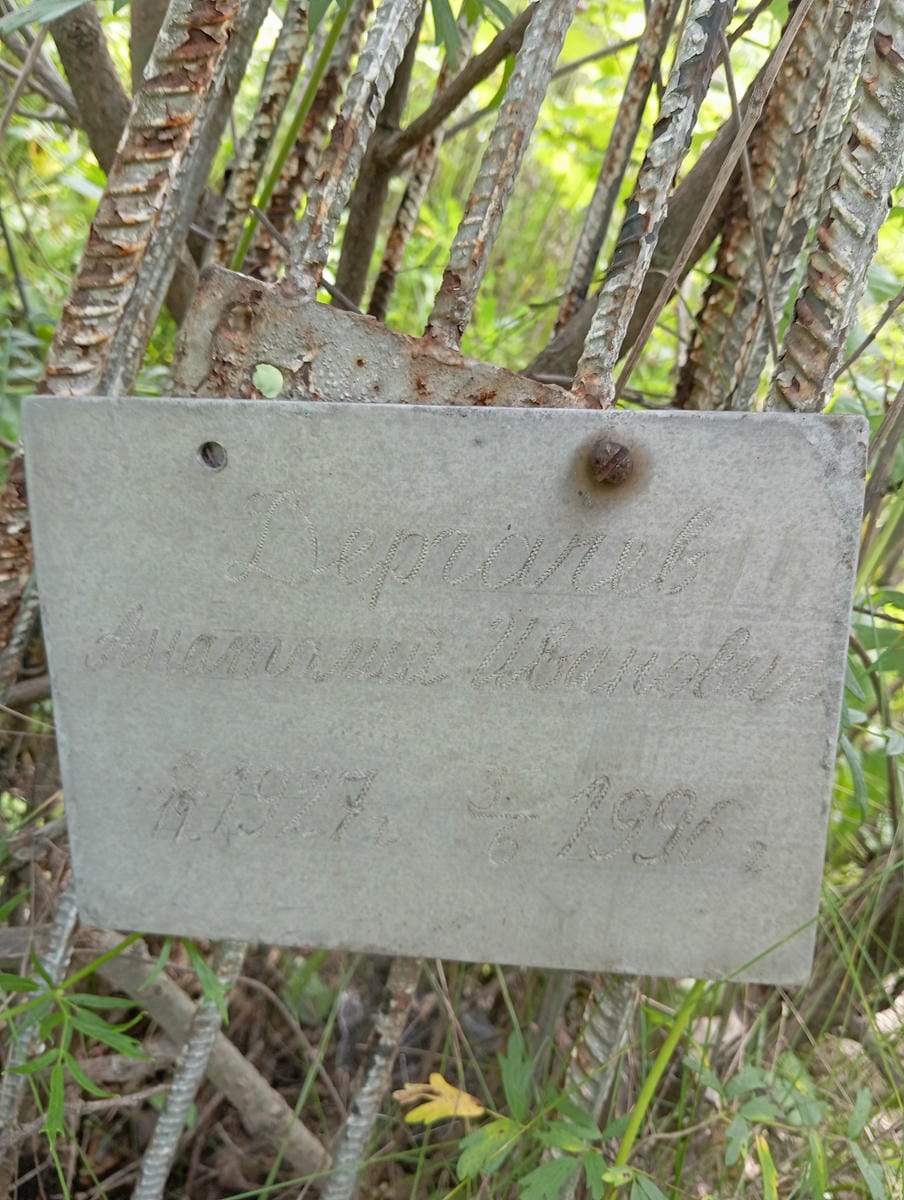 Дергачев
Анатолий Иванович
1927г 3/6 1996г.